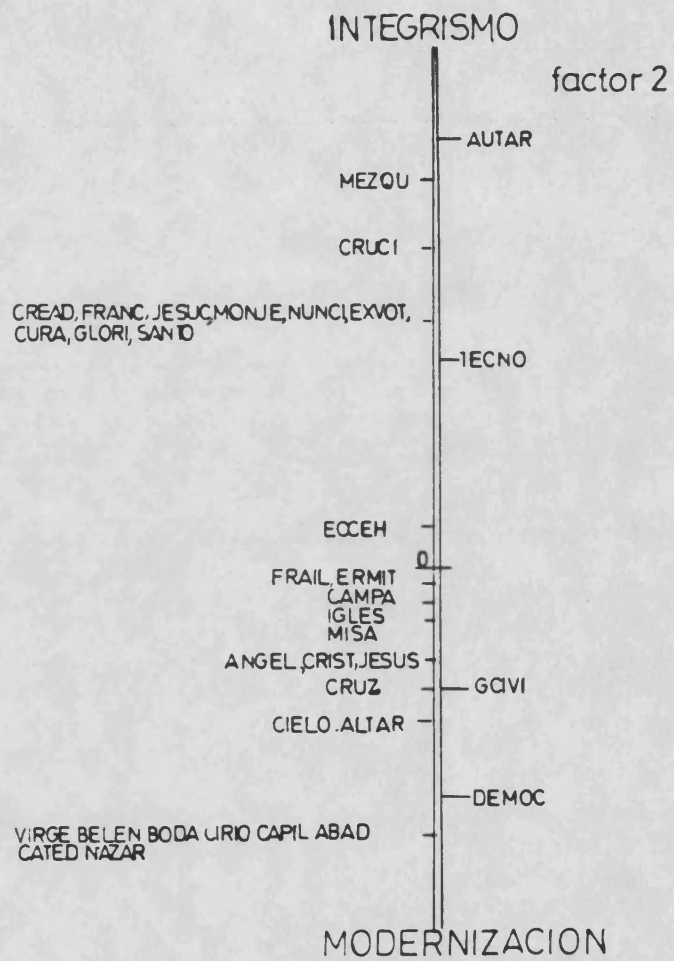 INTEGRISMO
factor 2
AUTAR
MEZQU
CRUCI
CREAD, FRANC, JESUC, MONJE, NUNCI, EXVOT,
CURA, GLORI, SANTO
TECNO
ECCEH
0
FRAIL, ERMIT
CAMPA
IGLES
MISA
ANGEL, CRIST, JESUS
CRUZ
GCIVI
CIELO.ALTAR
DEMOC
VIRGE BELEN BODA CIRIO CAPIL ABAD
CATED NAZAR
MODERNIZACION